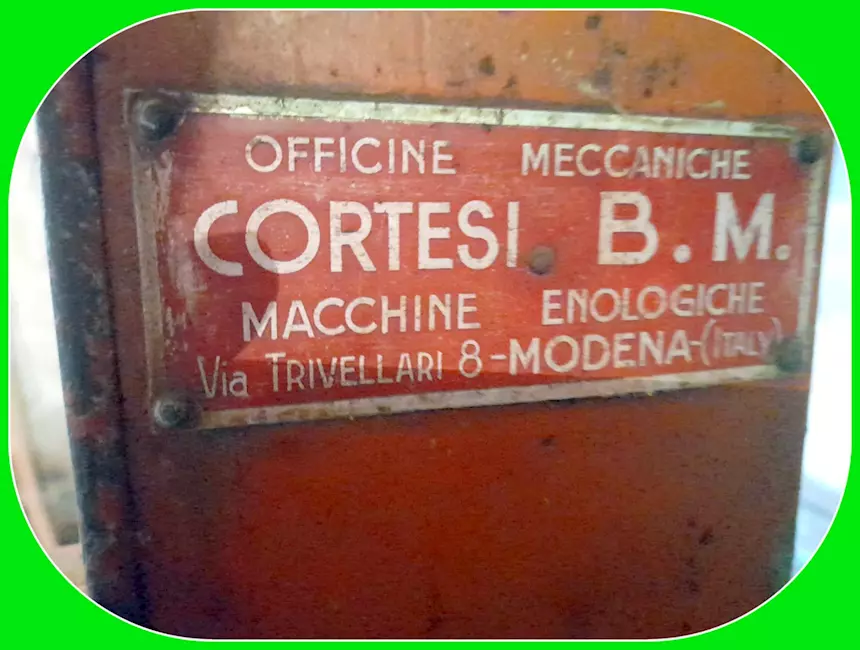 OFFICINE MECCANICHE
CORTESI B.M.
MACCHINE ENOLOGICHE
Via TRIVELLARI 8-MODENA-(ITALY)